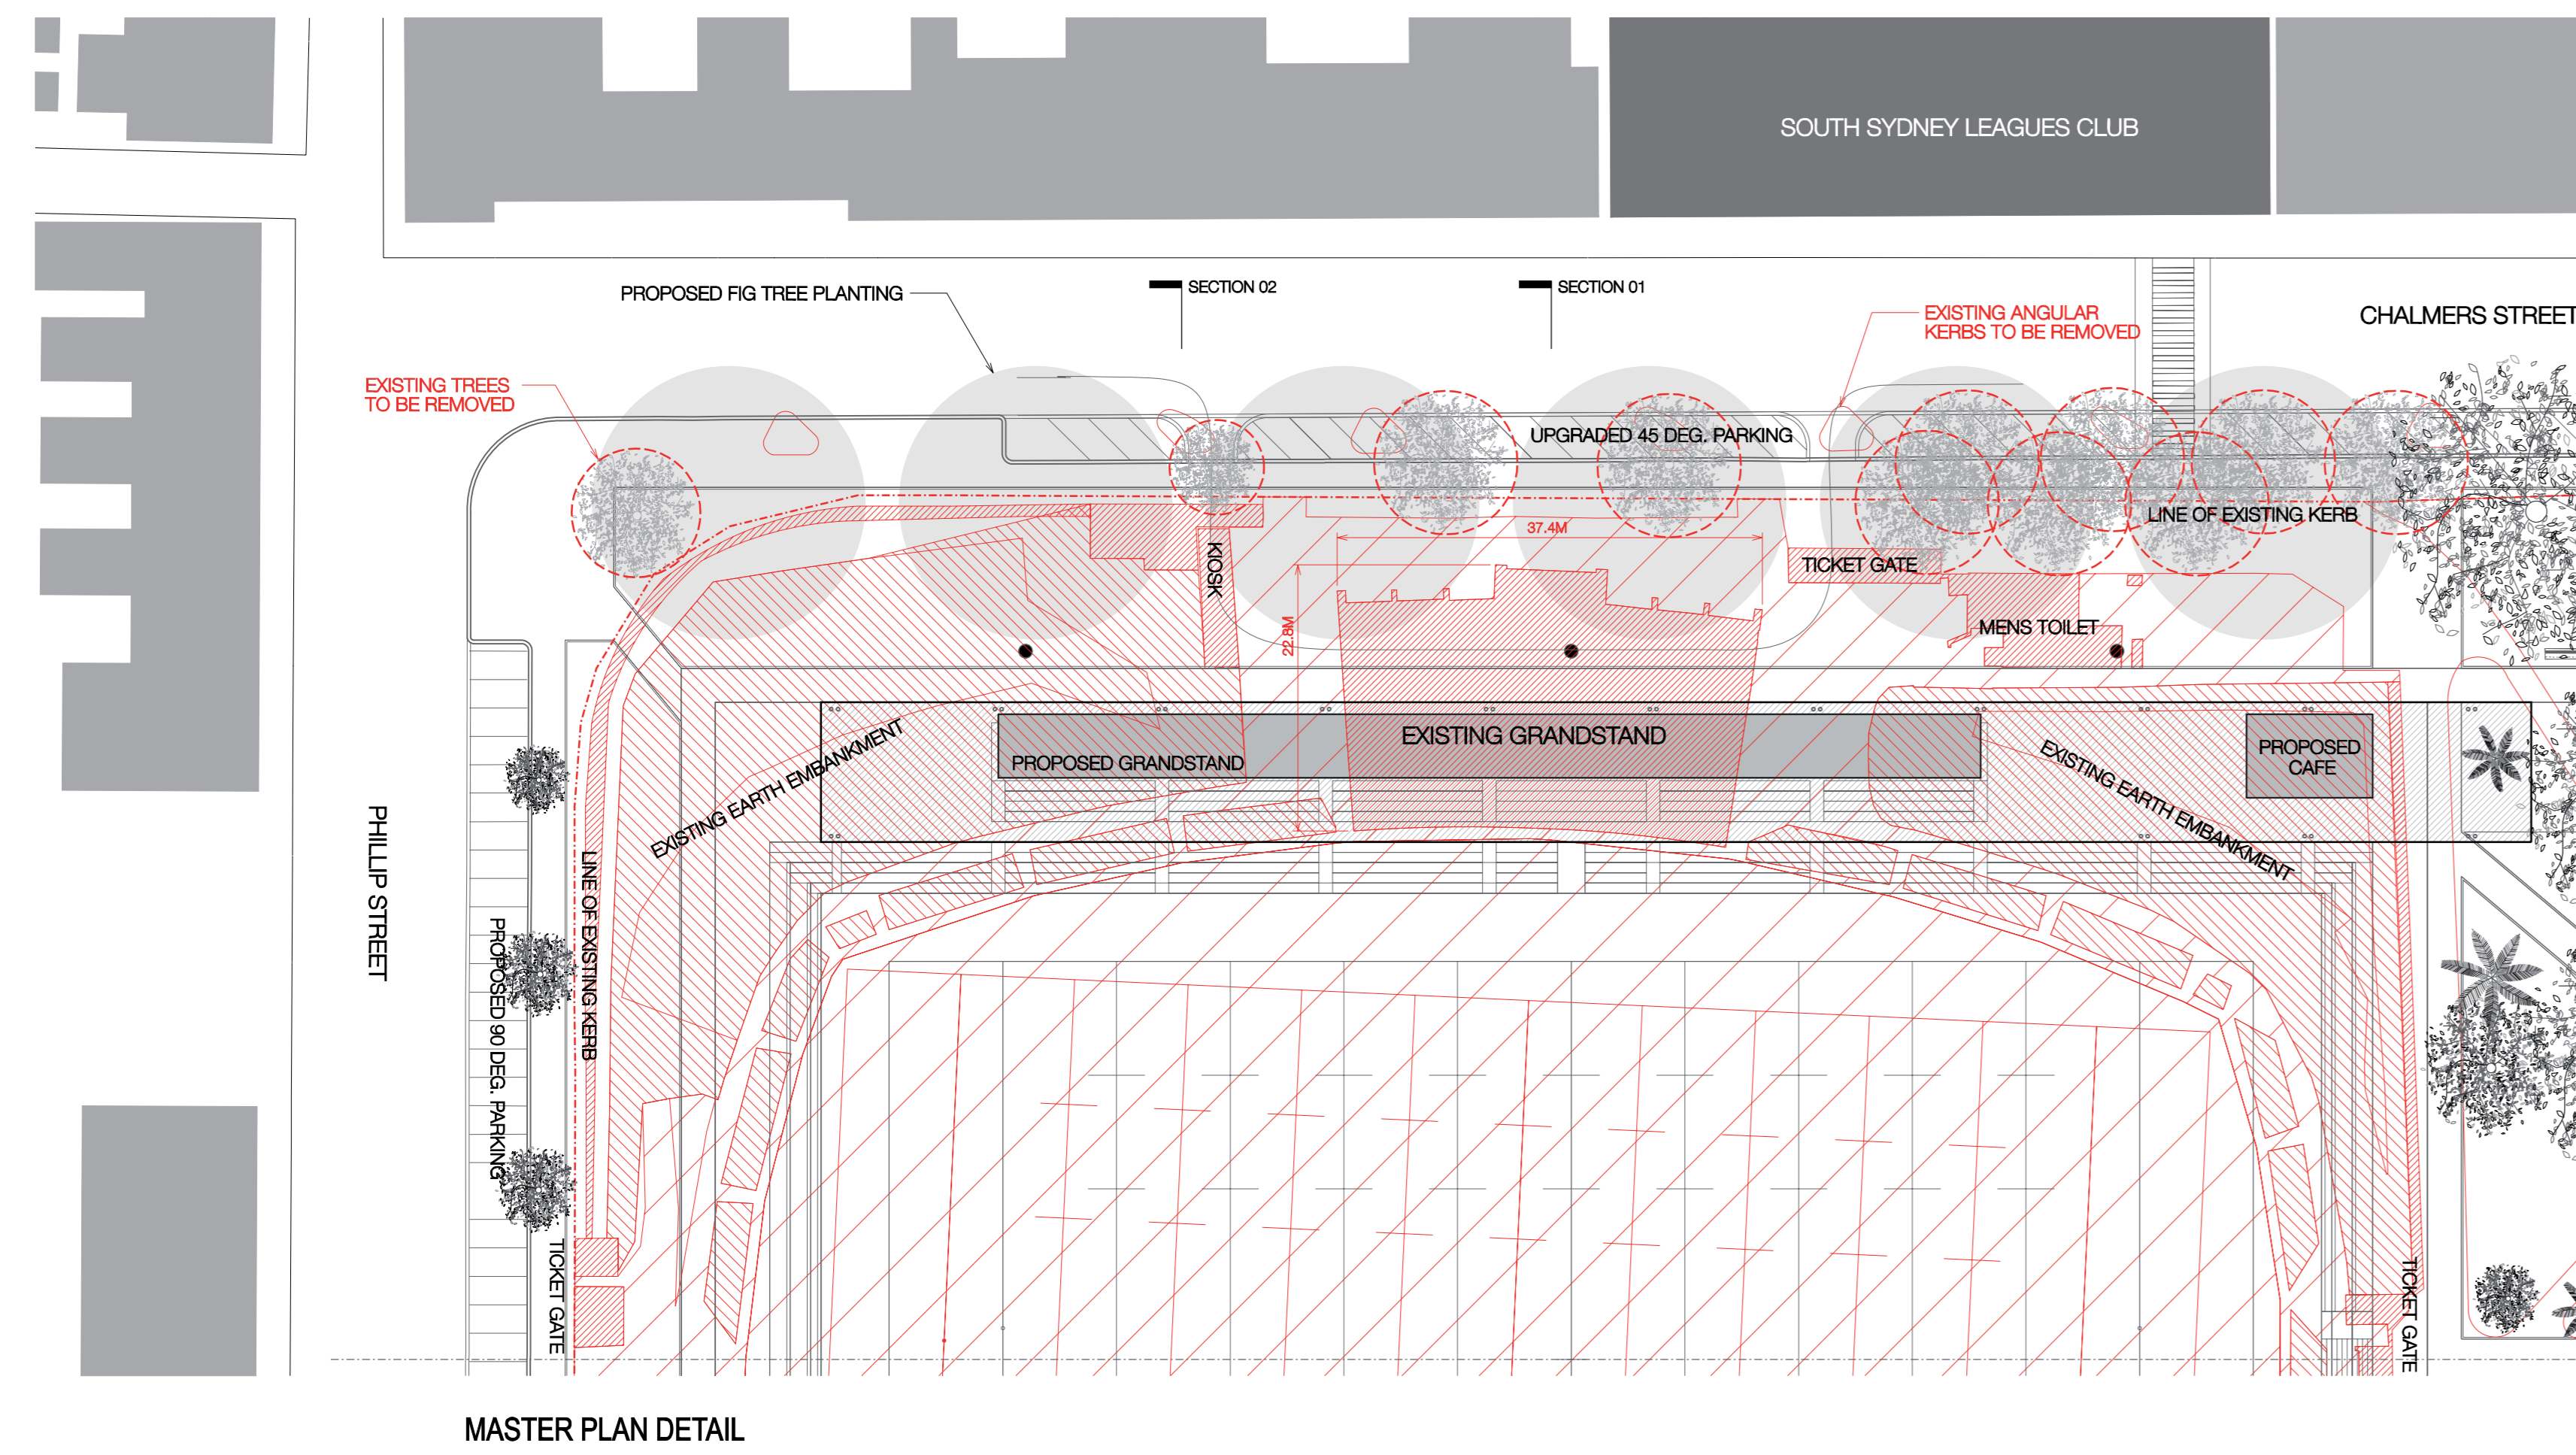 SOUTH SYDNEY LEAGUES CLUB
PROPOSED FIG TREE PLANTING
SECTION 02
SECTION 01
EXISTING ANGULAR
KERBS TO BE REMOVED
CHALMERS STREET
EXISTING TREES
TO BE REMOVED
UPGRADED 45 DEG. PARKING
LINE OF EXISTING KERB
37.4M
KIOSK
TICKET GATE
22.8M
MENS TOILET
EXISTING GRANDSTAND
PROPOSED GRANDSTAND
EXISTING EARTH EMBANKMENT
EXISTING EARTH EMBANKMENT
PROPOSED
CAFE
PHILLIP STREET
LINE OF EXISTING KERB
PROPOSED 90 DEG. PARKING
TICKET GATE
TICKET GATE
MASTER PLAN DETAIL